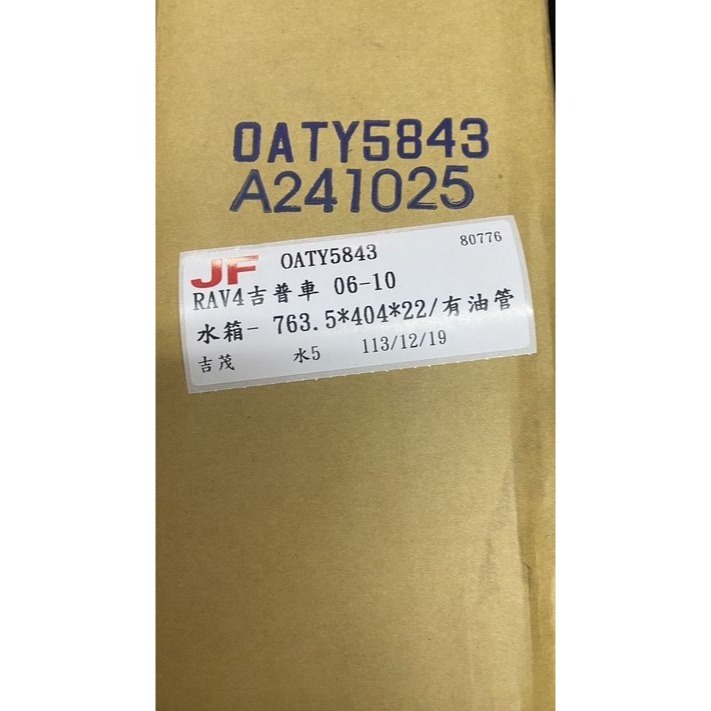 OATY5843
A241025
JF OATY5843 80776
RAV4吉普車 06-10
水箱- 763.5*404*22/有油管
吉茂 水5 113/12/19